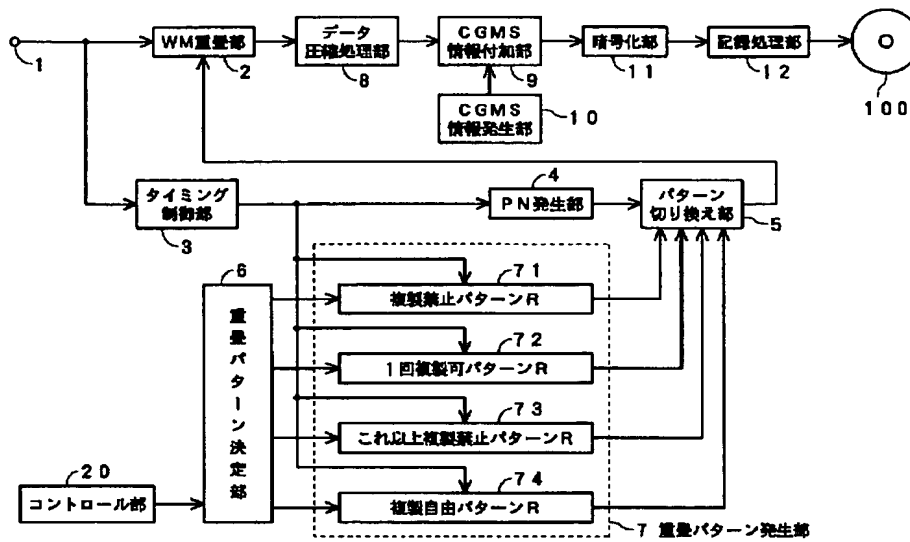 1
WM重畳部
2
データ
圧縮処理部
8
CGMS
情報付加部
9
暗号化部
11
記録処理部
12
100
CGMS
情報発生部
10
タイミング
制御部
3
4
PN発生部
パターン
切り換え部
5
6
重畳パターン決定部
71
複製禁止パターンR
72
1回複製可パターンR
73
これ以上複製禁止パターンR
74
複製自由パターンR
20
コントロール部
7 重畳パターン発生部